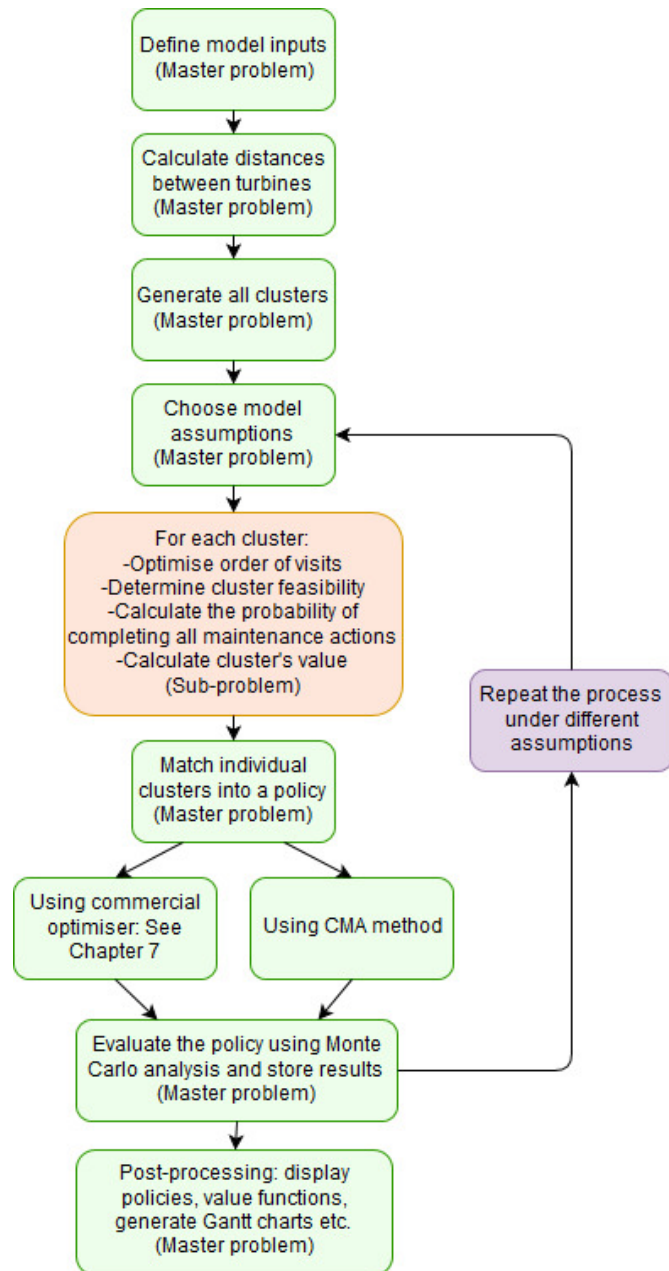 Define model inputs
(Master problem)
Calculate distances
between turbines
(Master problem)
Generate all clusters
(Master problem)
Choose model
assumptions
(Master problem)
For each cluster:
-Optimise order of visits
-Determine cluster feasibility
-Calculate the probability of
completing all maintenance actions
-Calculate cluster's value
(Sub-problem)
Repeat the process
under different
assumptions
Match individual
clusters into a policy
(Master problem)
Using commercial
optimiser: See
Chapter 7
Using CMA method
Evaluate the policy using Monte
Carlo analysis and store results
(Master problem)
Post-processing: display
policies, value functions,
generate Gantt charts etc.
(Master problem)